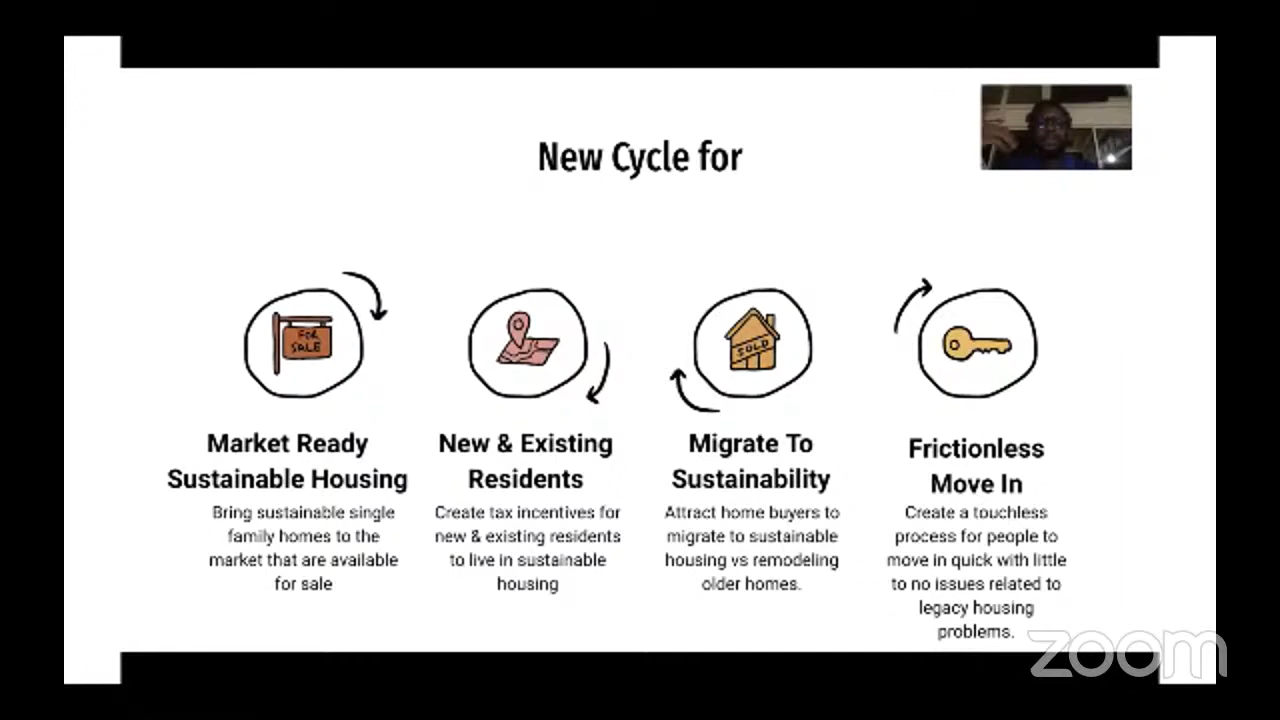 New Cycle for
FOR
SALE
SOLD
Market Ready
Sustainable Housing
Bring sustainable single
family homes to the
market that are available
for sale
New & Existing
Residents
Create tax incentives for
new & existing residents
to live in sustainable
housing
Migrate To
Sustainability
Attract home buyers to
migrate to sustainable
housing vs remodeling
older homes.
Frictionless
Move In
Create a touchless
process for people to
move in quick with little
to no issues related to
legacy housing
problems.
zoom